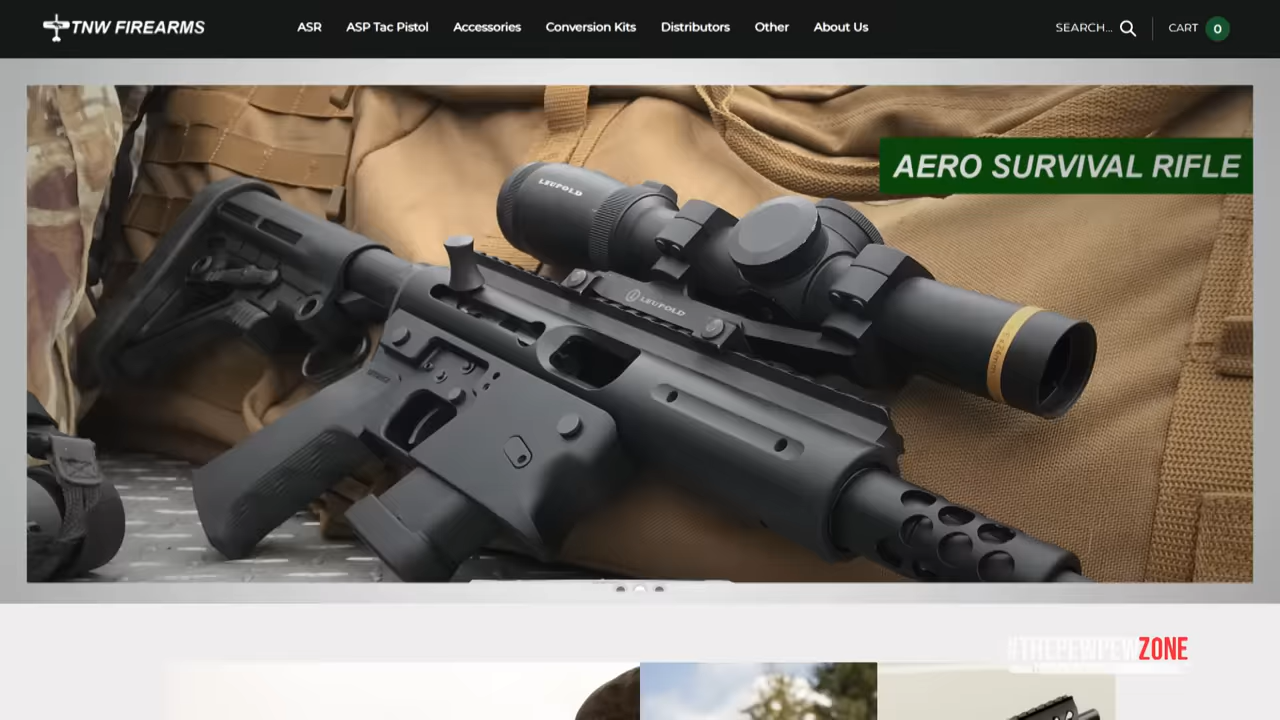 TNW FIREARMS
ASR
ASP Tac Pistol
Accessories
Conversion Kits
Distributors
Other
About Us
SEARCH...
CART
0
AERO SURVIVAL RIFLE
LEUPOLD
LEUPOLD
#THEPEWPEWZONE